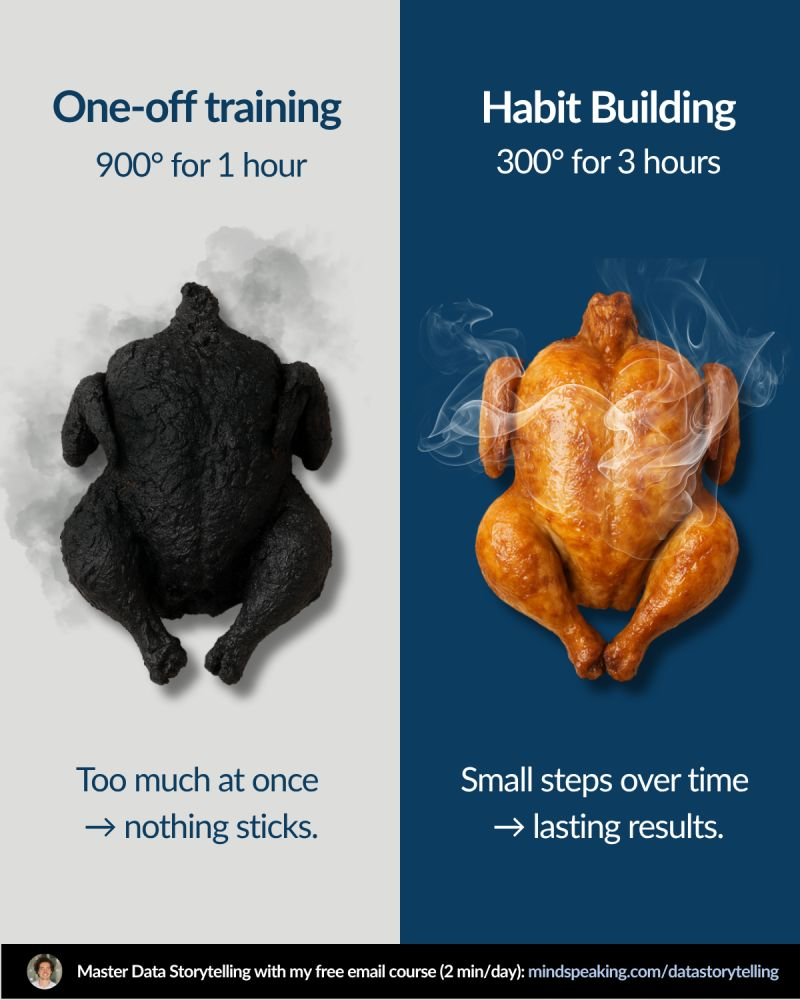 One-off training
900° for 1 hour
Too much at once
→ nothing sticks.
Habit Building
300° for 3 hours
Small steps over time
→ lasting results.
Master Data Storytelling with my free email course (2 min/day): mindspeaking.com/datastorytelling